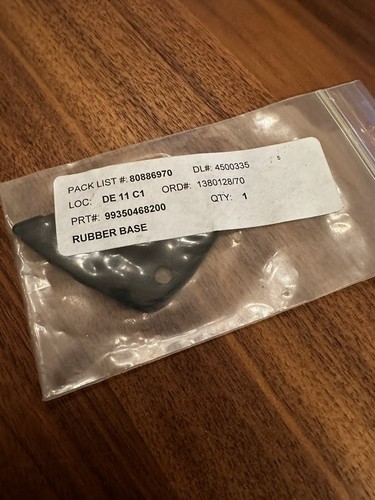 PACK LIST #: 80886970 DL#: 4500335
LOC: DE 11 C1 ORD#: 1380128/70
PRT#: 99350468200 QTY: 1
RUBBER BASE